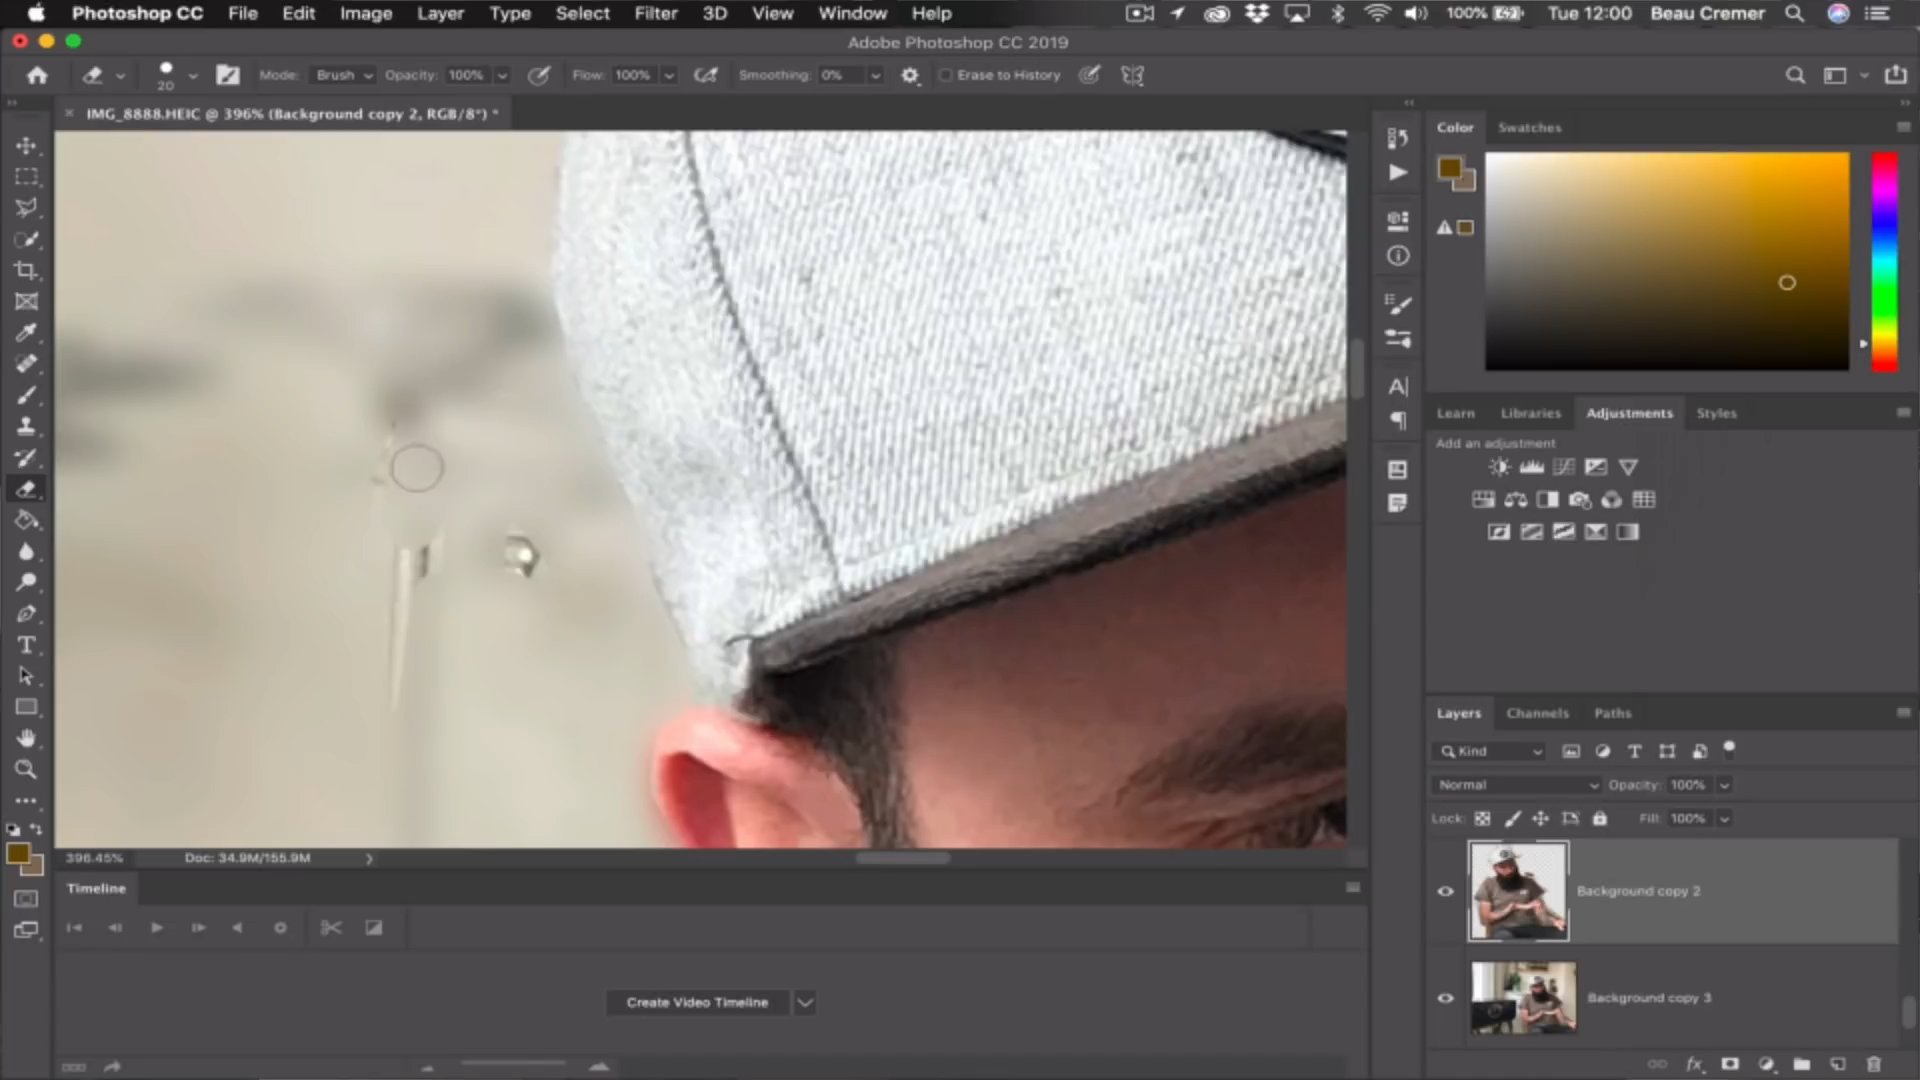 Photoshop CC File Edit Image Layer Type Select Filter 3D View Window Help 100% Tue 12:00 Beau Cremer
Adobe Photoshop CC 2019
20 Mode: Brush Opacity: 100% Flow: 100% Smoothing: 0% Erase to History
IMG_8888.HEIC @ 396% (Background copy 2, RGB/8*) *
Color Swatches
Learn Libraries Adjustments Styles
Add an adjustment
Layers Channels Paths
Kind
Normal Opacity: 100%
Lock: Fill: 100%
Background copy 2
Background copy 3
396.45% Doc: 34.9M/155.9M
Timeline
Create Video Timeline